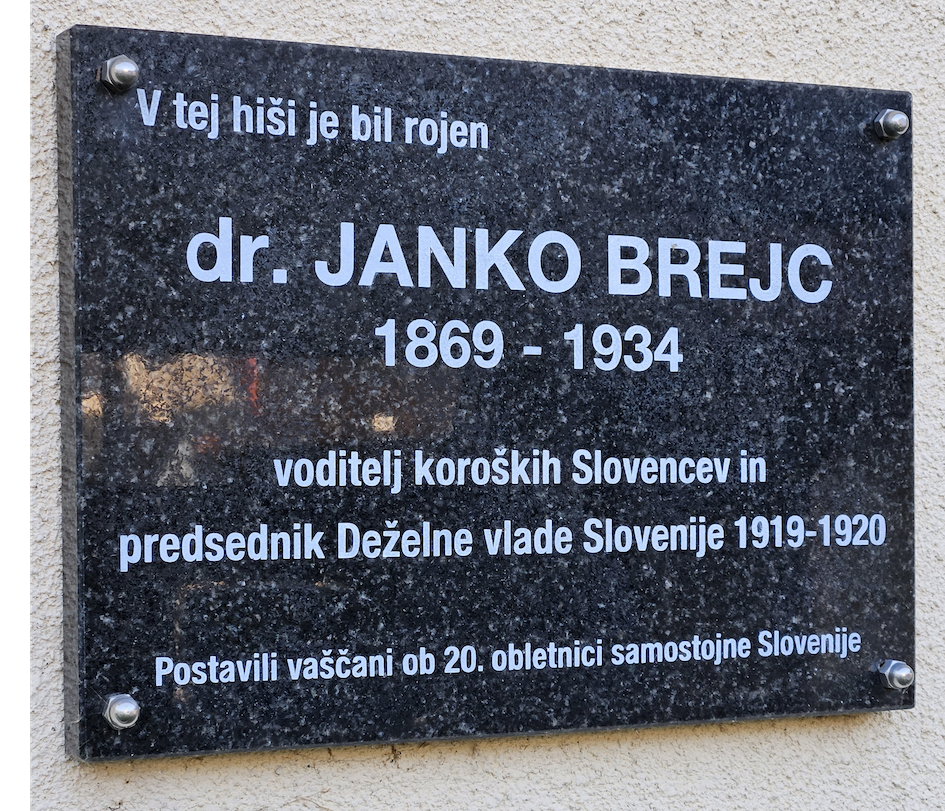 V tej hiši je bil rojen
dr. JANKO BREJC
1869 - 1934
voditelj koroških Slovencev in
predsednik Deželne vlade Slovenije 1919-1920
Postavili vaščani ob 20. obletnici samostojne Slovenije